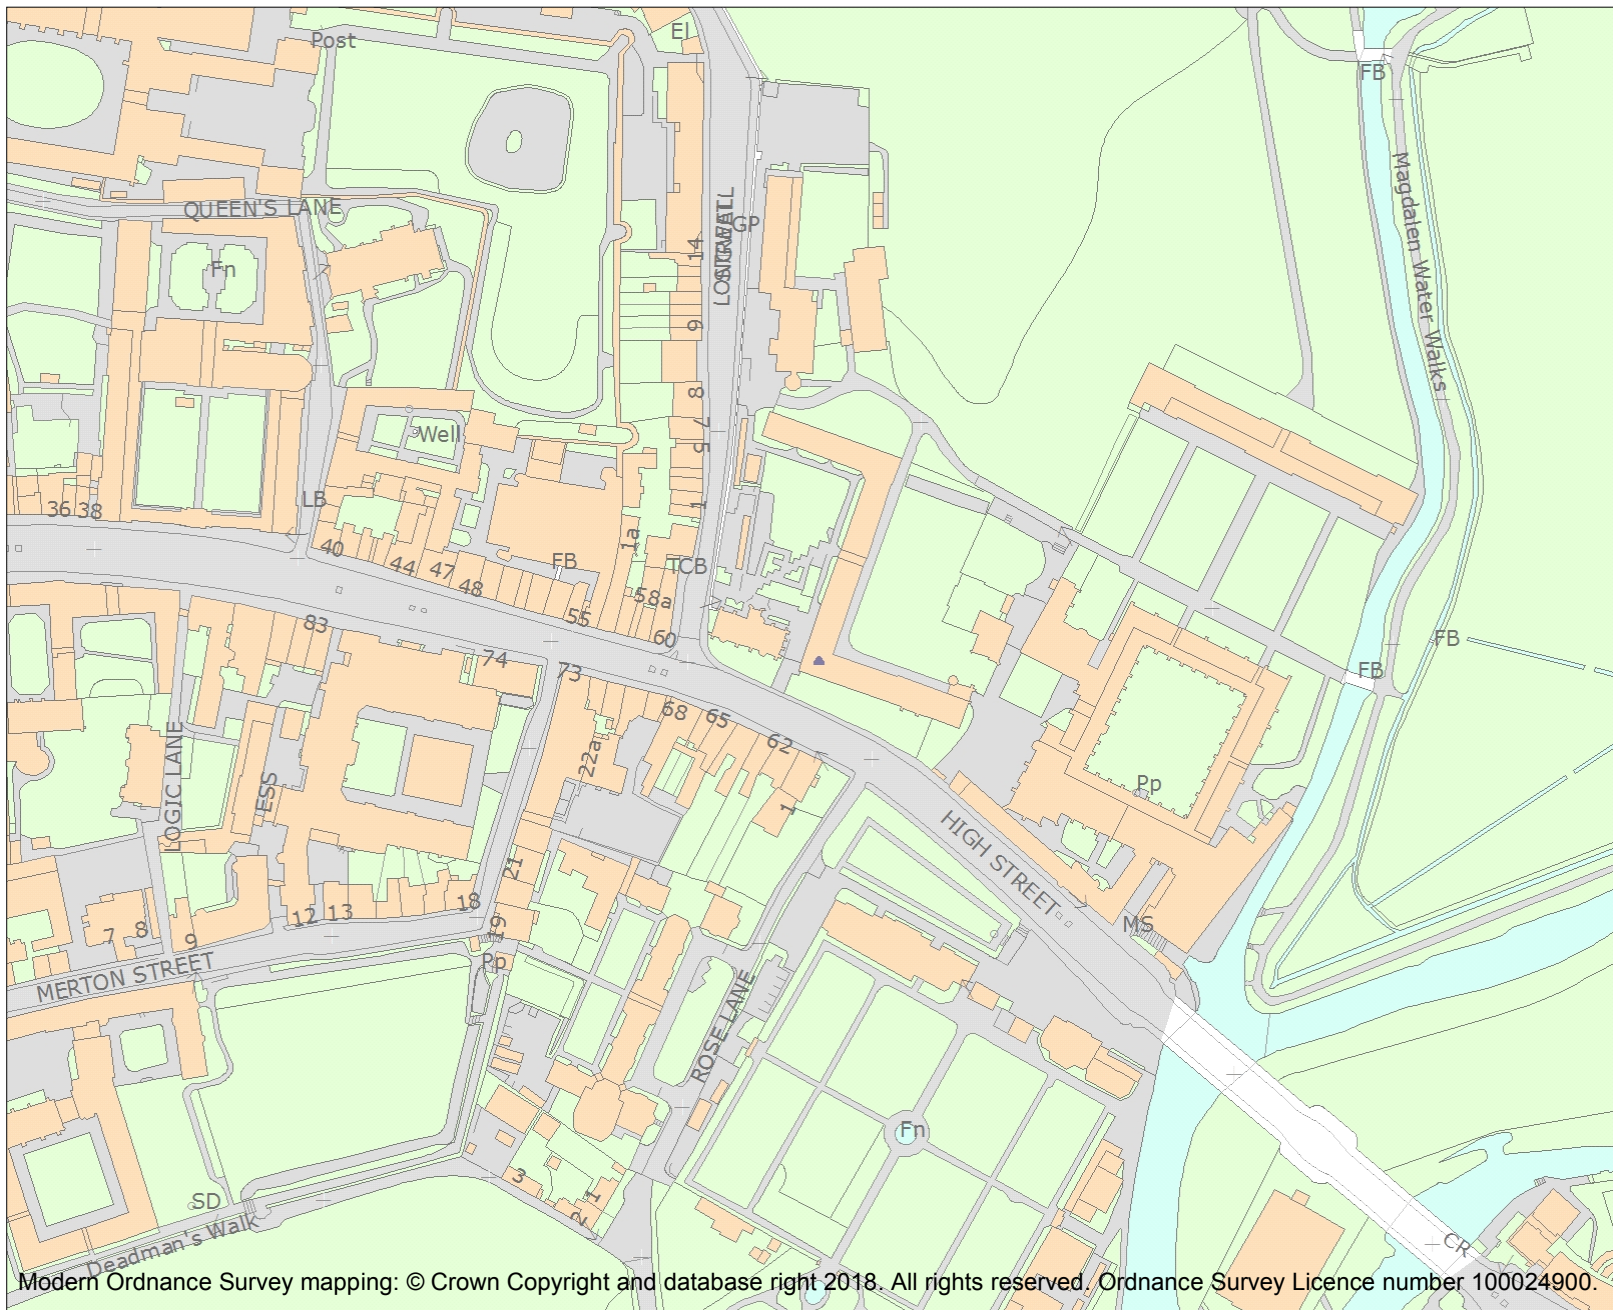 Post
El
FB
QUEEN'S LANE
Magdalen Water Walks
GP
14
LONGWALL
STREET
Fn
9
8
7
5
Well
36 38
LB
1
40
44
47
48
FB
1a
TCB
58a
55
60
83
74
73
68
65
62
FB
FB
LOGIC LANE
ESS
22a
1
Pp
HIGH STREET
21
18
12 13
7
8
9
19
MS
Pp
MERTON STREET
ROSE LANE
Fn
3
1
2
SD
Deadman's Walk
CR
Modern Ordnance Survey mapping: © Crown Copyright and database right 2018. All rights reserved. Ordnance Survey Licence number 100024900.